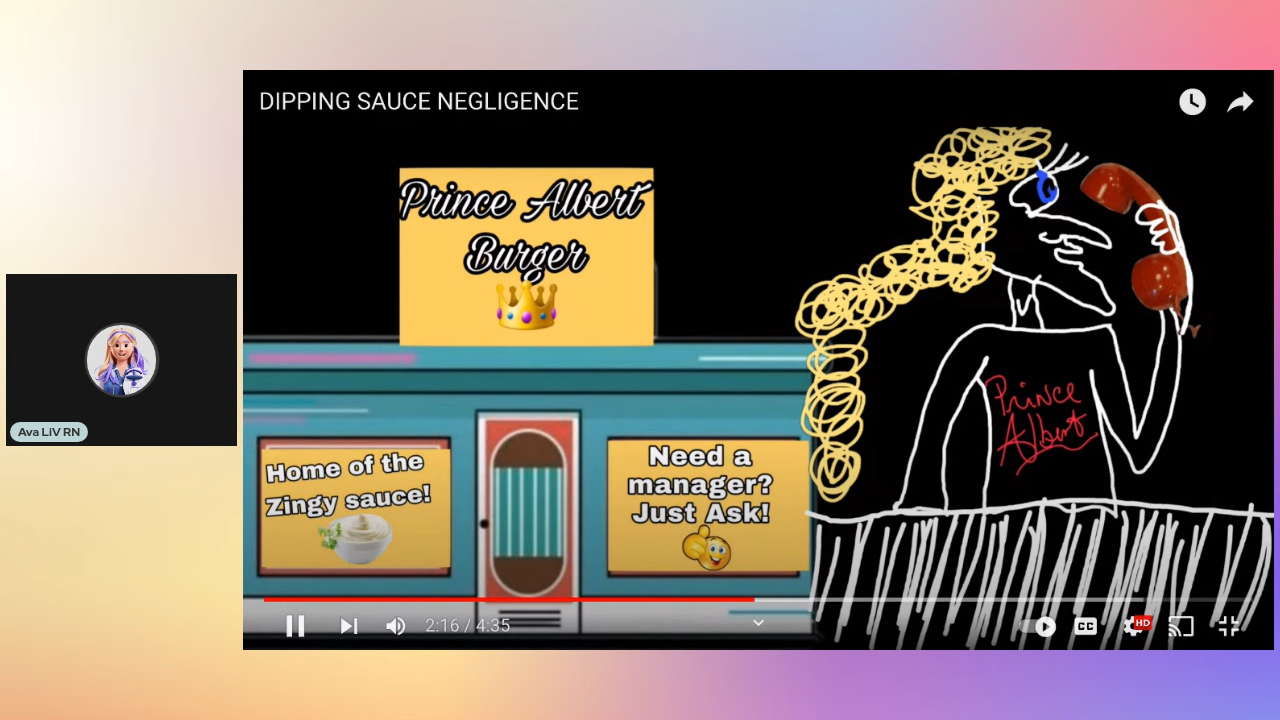 DIPPING SAUCE NEGLIGENCE
Prince Albert
Burger
Prince
Albert
Home of the
Zingy sauce!
Need a
manager?
Just Ask!
Ava LiV RN
2:16 / 4:35
CC
HD